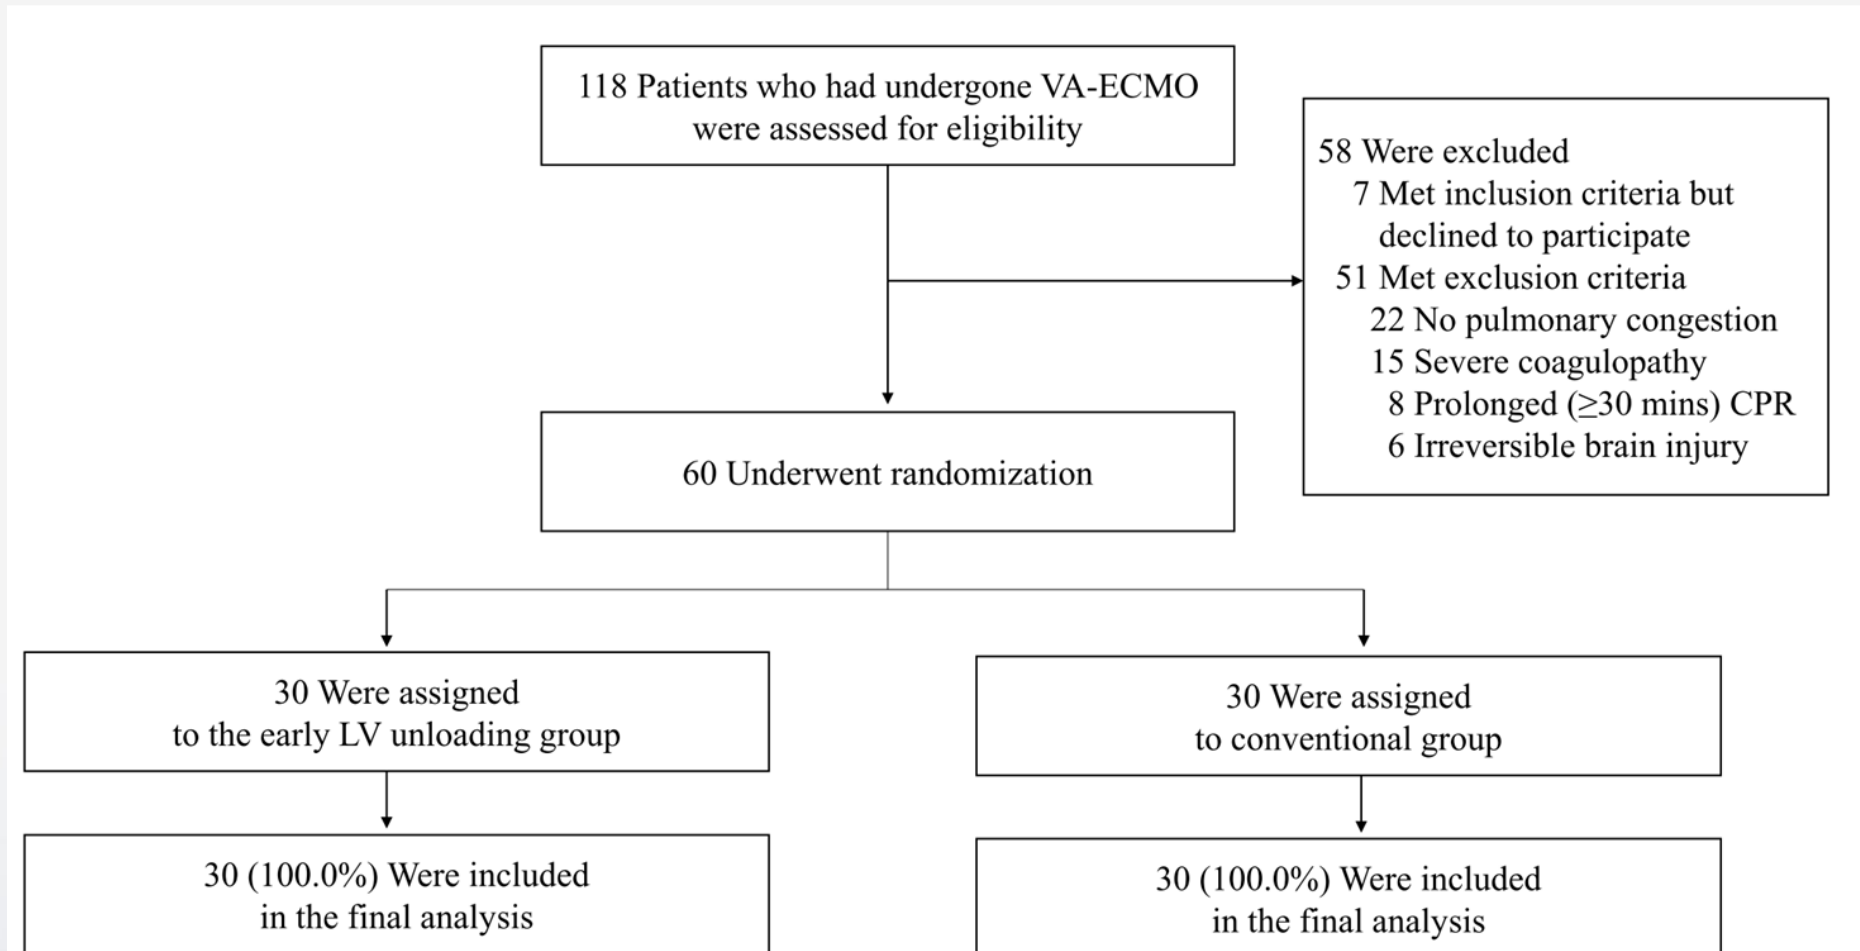 118 Patients who had undergone VA-ECMO
were assessed for eligibility
58 Were excluded
7 Met inclusion criteria but
declined to participate
51 Met exclusion criteria
22 No pulmonary congestion
15 Severe coagulopathy
8 Prolonged (≥30 mins) CPR
6 Irreversible brain injury
60 Underwent randomization
30 Were assigned
to the early LV unloading group
30 Were assigned
to conventional group
30 (100.0%) Were included
in the final analysis
30 (100.0%) Were included
in the final analysis